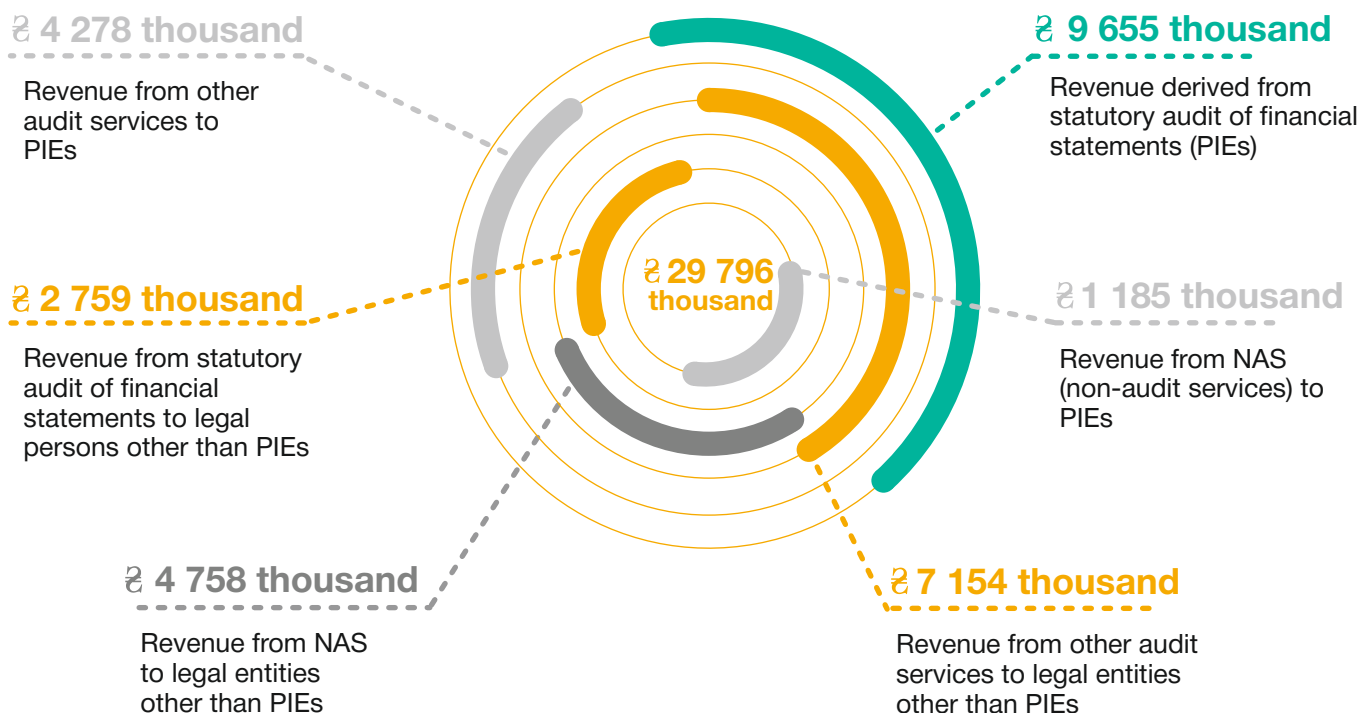 ₴ 4 278 thousand
Revenue from other
audit services to
PIEs
₴ 9 655 thousand
Revenue derived from
statutory audit of financial
statements (PIEs)
₴ 29 796
thousand
₴ 2 759 thousand
Revenue from statutory
audit of financial
statements to legal
persons other than PIEs
₴ 1 185 thousand
Revenue from NAS
(non-audit services) to
PIEs
₴ 4 758 thousand
Revenue from NAS
to legal entities
other than PIEs
₴ 7 154 thousand
Revenue from other audit
services to legal entities
other than PIEs